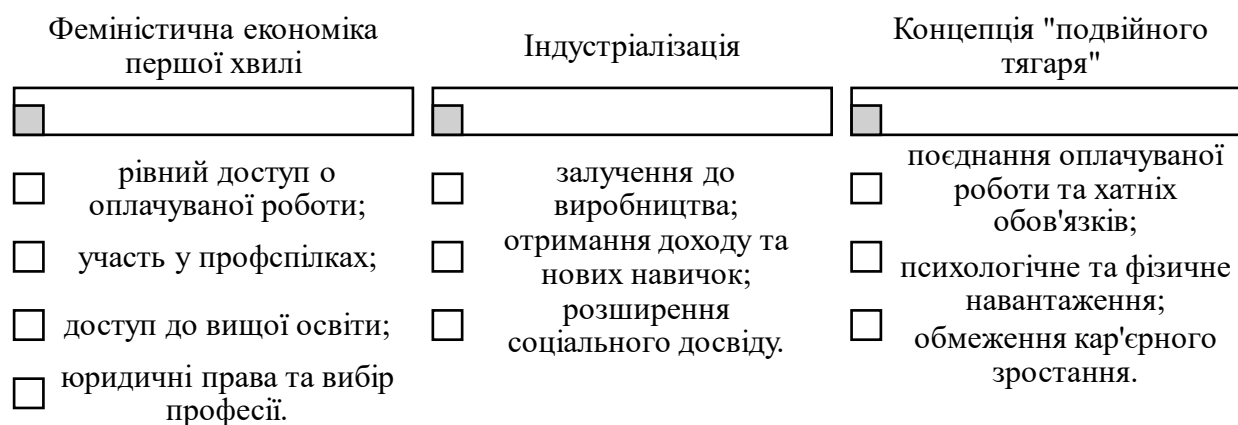 Феміністична економіка
першої хвилі
рівний доступ о
оплачуваної роботи;
участь у профспілках;
доступ до вищої освіти;
юридичні права та вибір
професії.
Індустріалізація
залучення до
виробництва;
отримання доходу та
нових навичок;
розширення
соціального досвіду.
Концепція "подвійного
тягаря"
поєднання оплачуваної
роботи та хатніх
обов'язків;
психологічне та фізичне
навантаження;
обмеження кар'єрного
зростання.